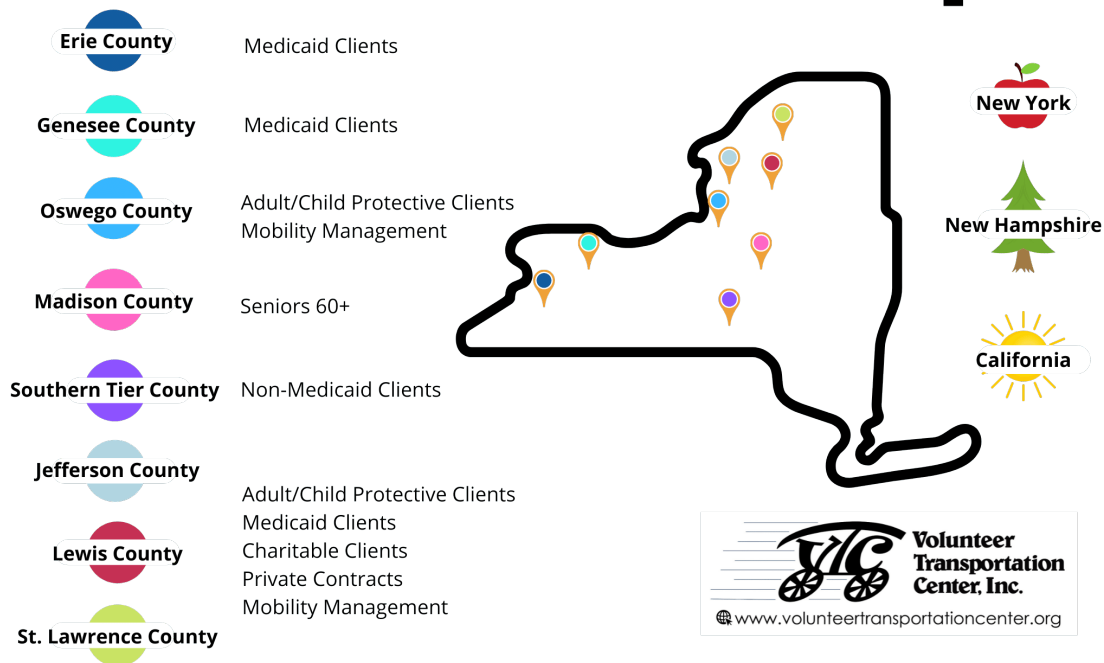 Erie County
Medicaid Clients
Genesee County
Medicaid Clients
Oswego County
Adult/Child Protective Clients
Mobility Management
Madison County
Seniors 60+
Southern Tier County
Non-Medicaid Clients
Jefferson County
Lewis County
St. Lawrence County
Adult/Child Protective Clients
Medicaid Clients
Charitable Clients
Private Contracts
Mobility Management
New York
New Hampshire
California
VTC
Volunteer
Transportation
Center, Inc.
www.volunteertransportationcenter.org